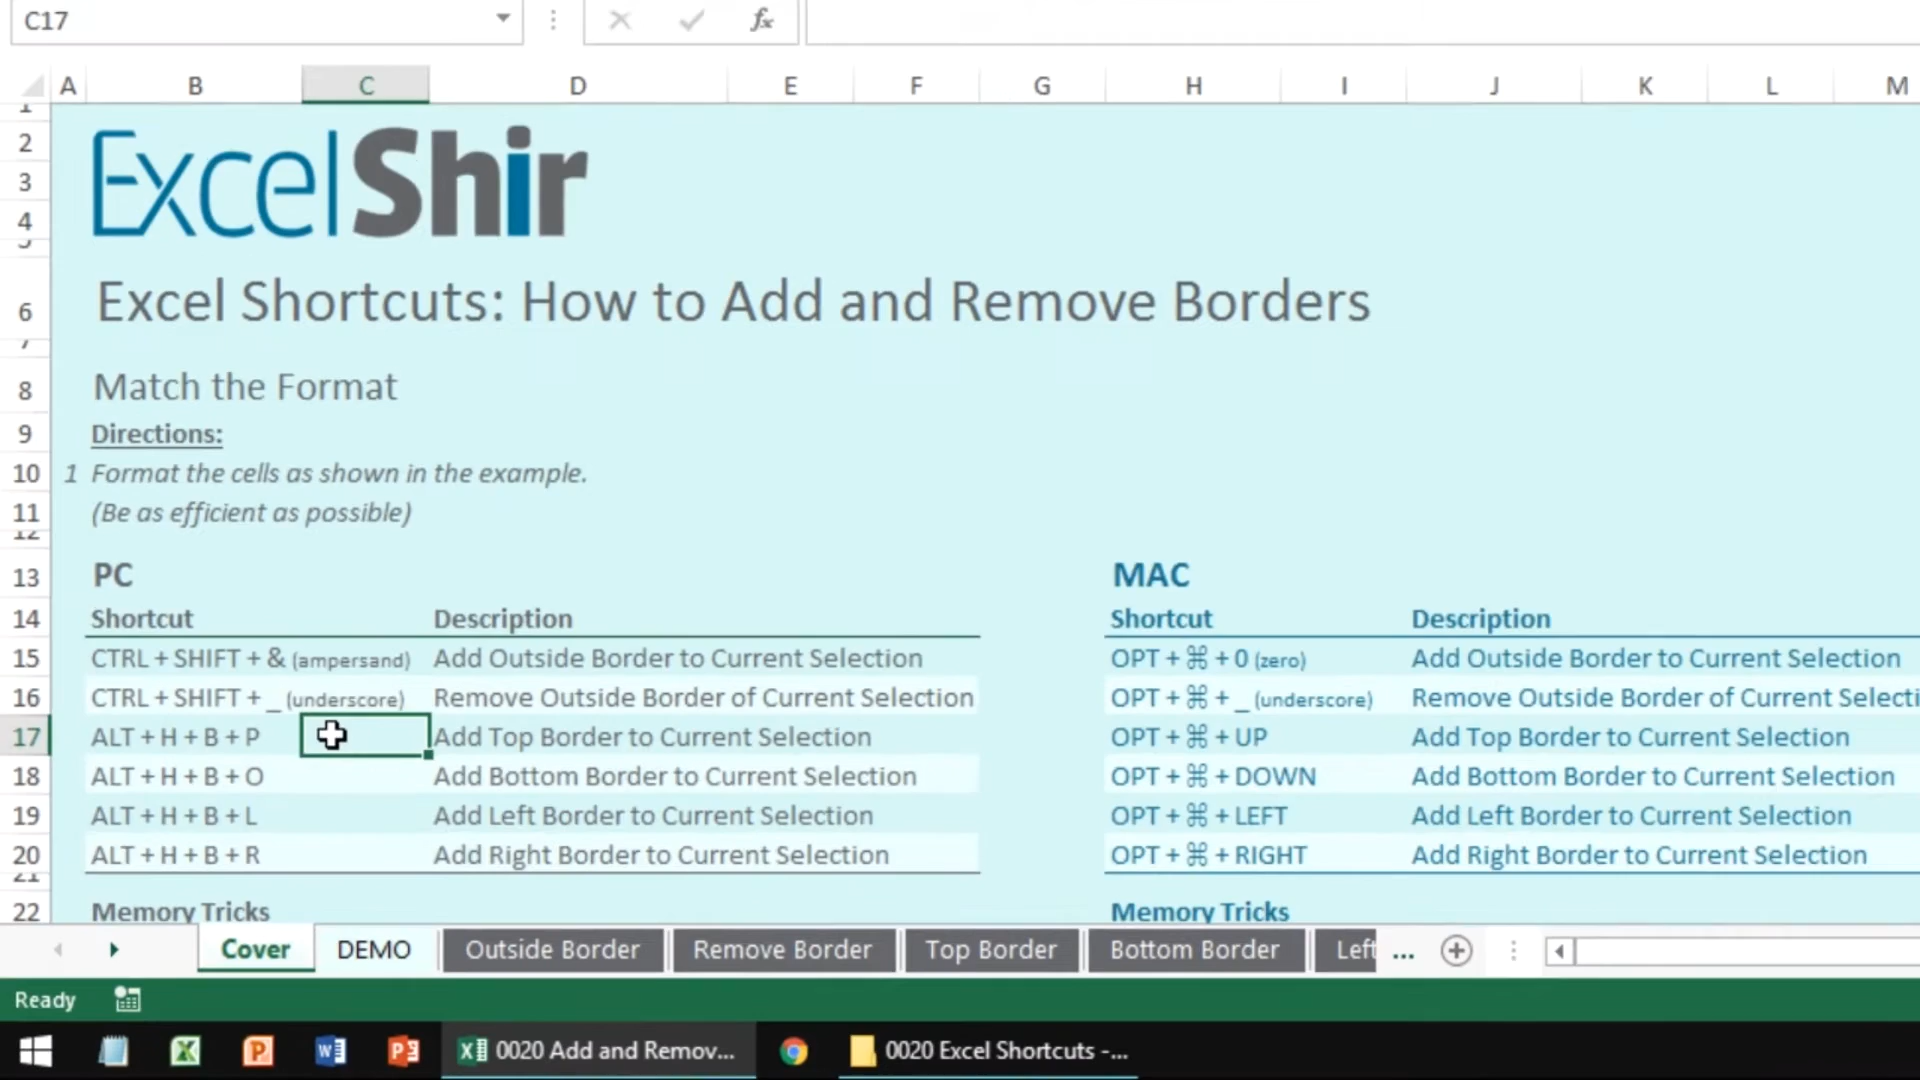 C17
fx
A B C D E F G H I J K L M
1
2 ExcelShir
3
4
5
6 Excel Shortcuts: How to Add and Remove Borders
7
8 Match the Format
9 Directions:
10 1 Format the cells as shown in the example.
11 (Be as efficient as possible)
12
13 PC MAC
14 Shortcut Description Shortcut Description
15 CTRL + SHIFT + & (ampersand) Add Outside Border to Current Selection OPT + ⌘ + 0 (zero) Add Outside Border to Current Selection
16 CTRL + SHIFT + _ (underscore) Remove Outside Border of Current Selection OPT + ⌘ + _ (underscore) Remove Outside Border of Current Selecti
17 ALT + H + B + P Add Top Border to Current Selection OPT + ⌘ + UP Add Top Border to Current Selection
18 ALT + H + B + O Add Bottom Border to Current Selection OPT + ⌘ + DOWN Add Bottom Border to Current Selection
19 ALT + H + B + L Add Left Border to Current Selection OPT + ⌘ + LEFT Add Left Border to Current Selection
20 ALT + H + B + R Add Right Border to Current Selection OPT + ⌘ + RIGHT Add Right Border to Current Selection
21
22 Memory Tricks Memory Tricks
Cover DEMO Outside Border Remove Border Top Border Bottom Border Left ...
Ready
0020 Add and Remov... 0020 Excel Shortcuts -...